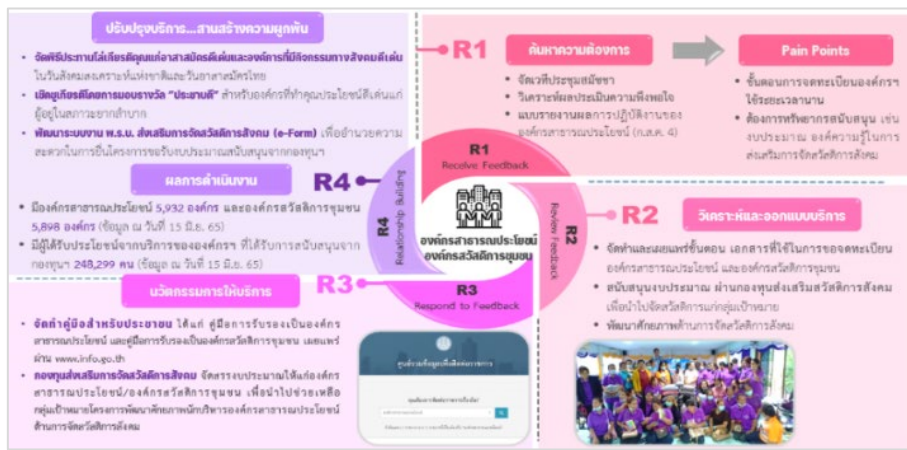 ปรับปรุงบริการ...สานสร้างความผูกพัน
จัดพิธีประทานโล่เกียรติคุณแก่อาสาสมัครดีเด่นและองค์การที่มีกิจกรรมทางสังคมดีเด่น
ในวันสังคมสงเคราะห์แห่งชาติและวันอาสาสมัครไทย
เชิดชูเกียรติโดยการมอบรางวัล "ประชาบดี" สำหรับองค์กรที่ทำคุณประโยชน์ดีเด่นแก่
ผู้อยู่ในสภาวะยากลำบาก
พัฒนาระบบงาน พ.ร.บ. ส่งเสริมการจัดสวัสดิการสังคม (e-Form) เพื่ออำนวยความ
สะดวกในการยื่นโครงการขอรับงบประมาณสนับสนุนจากกองทุนฯ
ผลการดำเนินงาน
R4
มีองค์กรสาธารณประโยชน์ 5,932 องค์กร และองค์กรสวัสดิการชุมชน
5,898 องค์กร (ข้อมูล ณ วันที่ 15 มิ.ย. 65)
มีผู้ได้รับประโยชน์จากบริการขององค์กรฯ ที่ได้รับการสนับสนุนจาก
กองทุนฯ 248,299 คน (ข้อมูล ณ วันที่ 15 มิ.ย. 65)
R1
ค้นหาความต้องการ
จัดเวทีประชุมสมัชชา
วิเคราะห์ผลประเมินความพึงพอใจ
แบบรายงานผลการปฏิบัติงานของ
องค์กรสาธารณประโยชน์ (ก.ส.ค. 4)
Pain Points
ขั้นตอนการจดทะเบียนองค์กรฯ
ใช้ระยะเวลานาน
ต้องการทรัพยากรสนับสนุน เช่น
งบประมาณ องค์ความรู้ในการ
ส่งเสริมการจัดสวัสดิการสังคม
R1
Receive Feedback
R4
Relationship Building
องค์กรสาธารณประโยชน์
องค์กรสวัสดิการชุมชน
R2
Review Feedback
R3
Respond to Feedback
R2
วิเคราะห์และออกแบบบริการ
จัดทำและเผยแพร่ขั้นตอน เอกสารที่ใช้ในการขอจดทะเบียน
องค์กรสาธารณประโยชน์ และองค์กรสวัสดิการชุมชน
สนับสนุนงบประมาณ ผ่านกองทุนส่งเสริมสวัสดิการสังคม
เพื่อนำไปจัดสวัสดิการแก่กลุ่มเป้าหมาย
พัฒนาศักยภาพด้านการจัดสวัสดิการสังคม
นวัตกรรมการให้บริการ
R3
จัดทำคู่มือสำหรับประชาชน ได้แก่ คู่มือการรับรองเป็นองค์กร
สาธารณประโยชน์ และคู่มือการรับรองเป็นองค์กรสวัสดิการชุมชน เผยแพร่
ผ่าน www.info.go.th
กองทุนส่งเสริมการจัดสวัสดิการสังคม จัดสรรงบประมาณให้แก่องค์กร
สาธารณประโยชน์/องค์กรสวัสดิการชุมชน เพื่อนำไปช่วยเหลือ
กลุ่มเป้าหมายโครงการพัฒนาศักยภาพนักบริหารองค์กรสาธารณประโยชน์
ด้านการจัดสวัสดิการสังคม
ศูนย์รวมข้อมูลเพื่อติดต่อราชการ